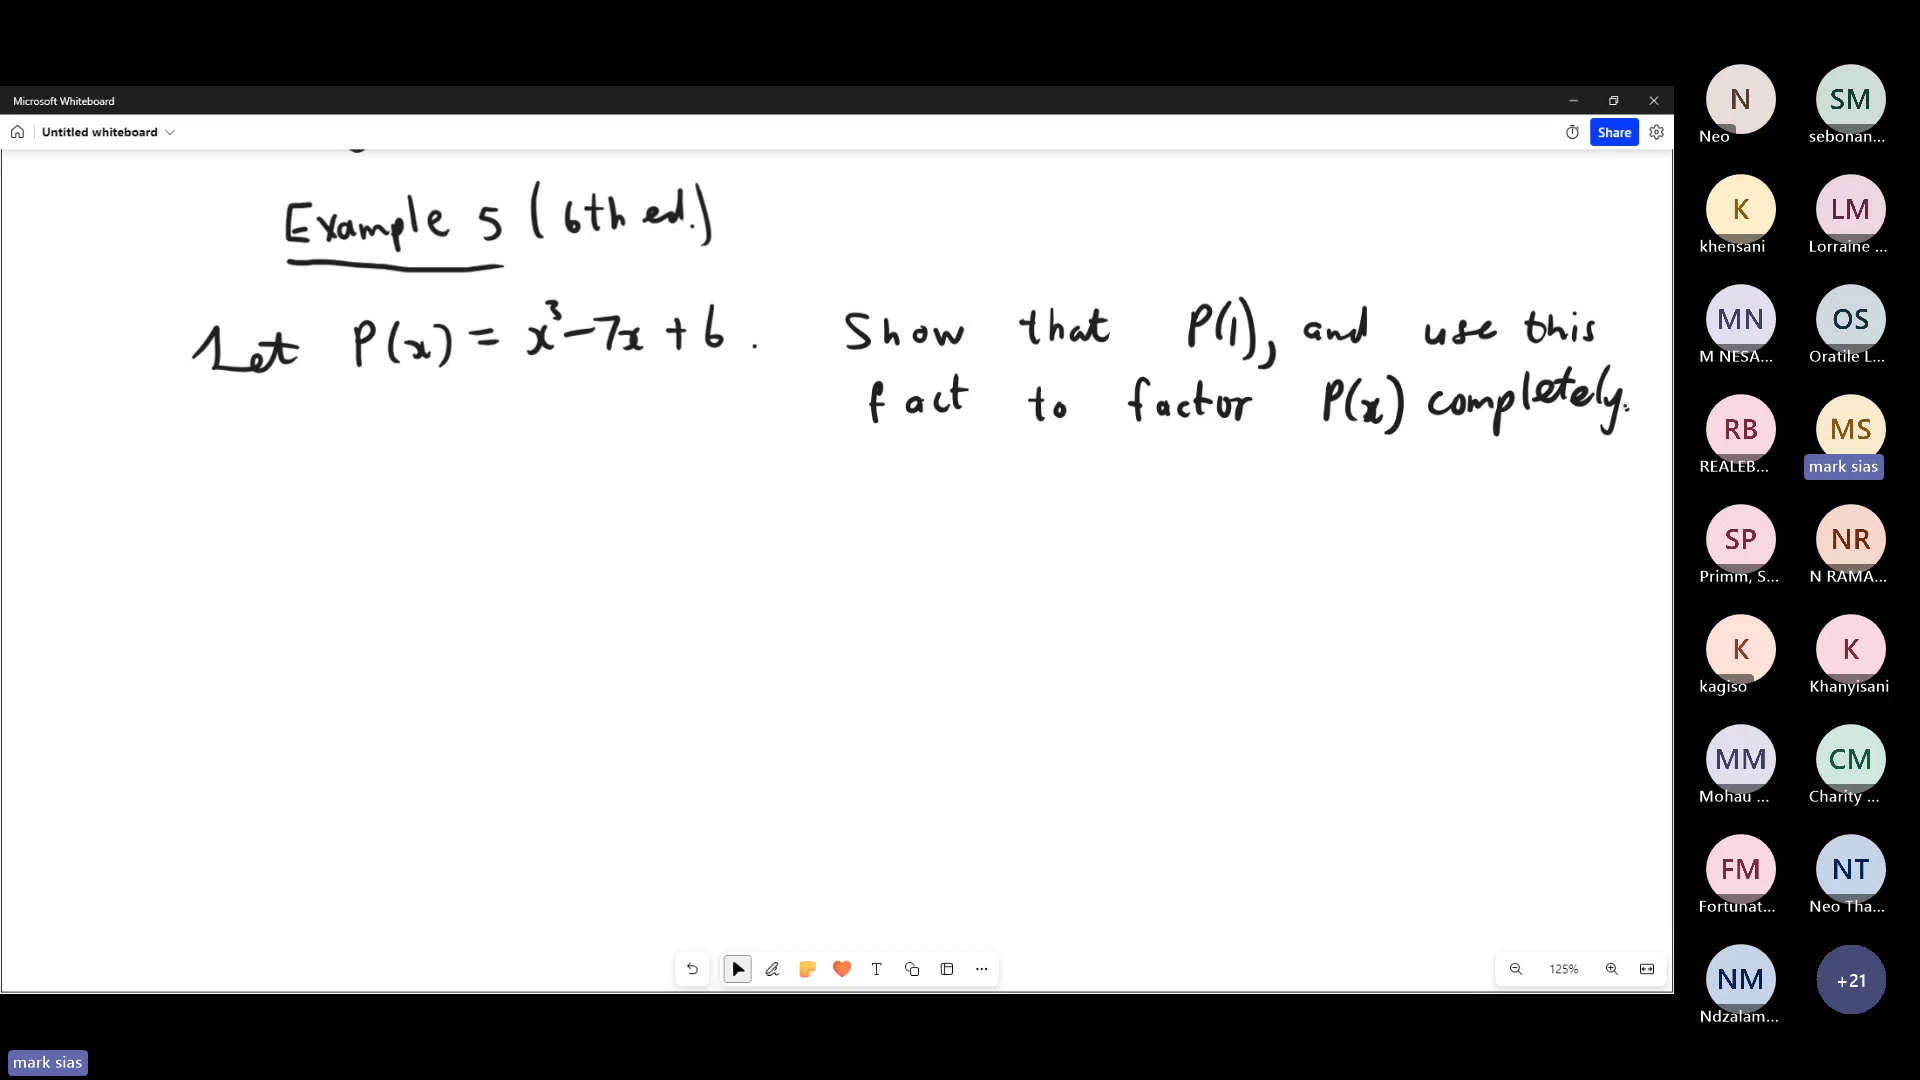 Microsoft Whiteboard
Untitled whiteboard
Share
Example 5 (6th ed.)
Let P(x) = x³ - 7x + 6 . Show that P(1), and use this
fact to factor P(x) completely.
125%
N
Neo
SM
sebonan...
K
khensani
LM
Lorraine ...
MN
M NESA...
OS
Oratile L...
RB
REALEB...
MS
mark sias
SP
Primm, S...
NR
N RAMA...
K
kagiso
K
Khanyisani
MM
Mohau ...
CM
Charity ...
FM
Fortunat...
NT
Neo Tha...
NM
Ndzalam...
+21
mark sias